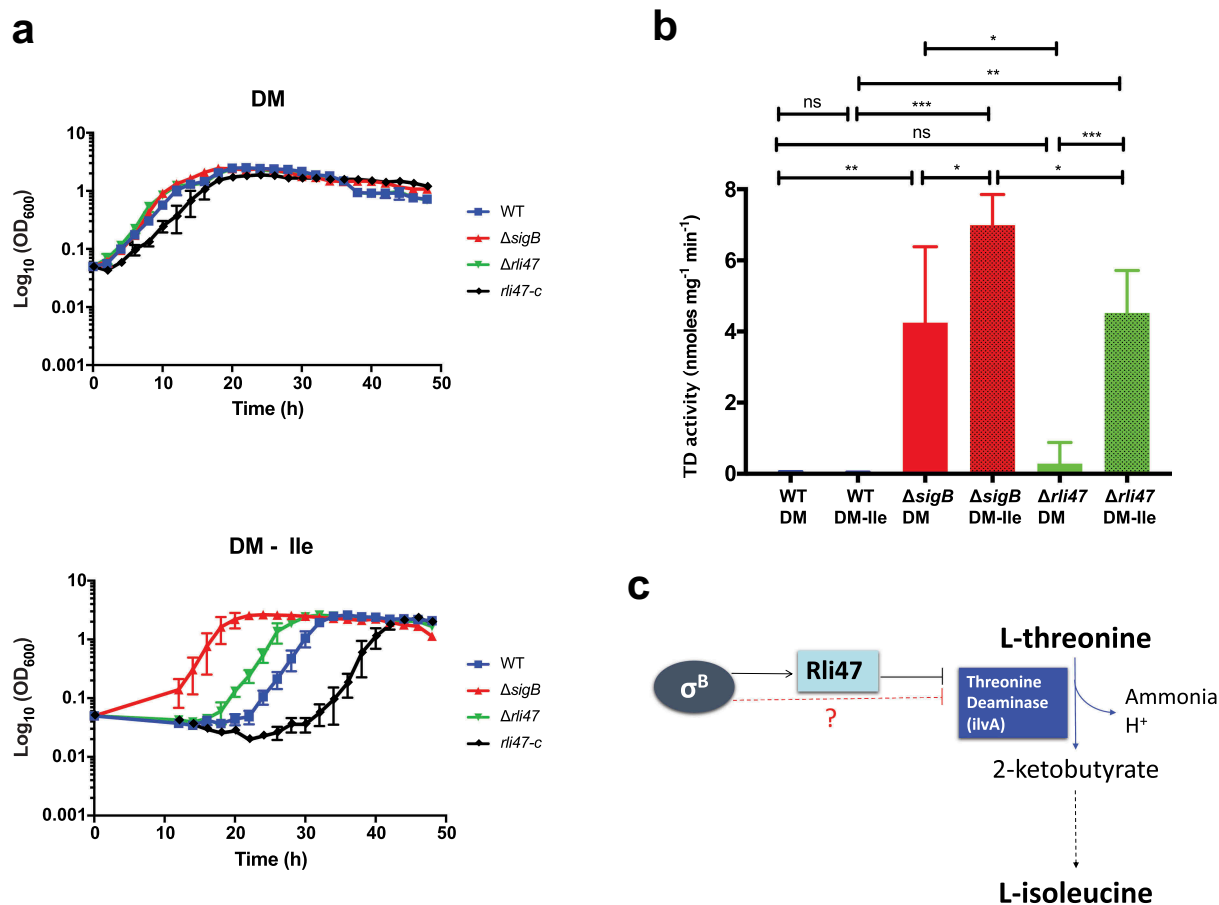 a
DM
10
1
0.1
0.01
0.001
Log10 (OD600)
0 10 20 30 40 50
Time (h)
WT
ΔsigB
Δrli47
rli47-c
DM - Ile
10
1
0.1
0.01
0.001
Log10 (OD600)
0 10 20 30 40 50
Time (h)
WT
ΔsigB
Δrli47
rli47-c
b
*
**
ns
***
ns
***
**
*
*
8
6
4
2
0
TD activity (nmoles mg-1 min-1)
WT DM
WT DM-Ile
ΔsigB DM
ΔsigB DM-Ile
Δrli47 DM
Δrli47 DM-Ile
c
σB
Rli47
?
Threonine
Deaminase
(ilvA)
L-threonine
Ammonia
H+
2-ketobutyrate
L-isoleucine